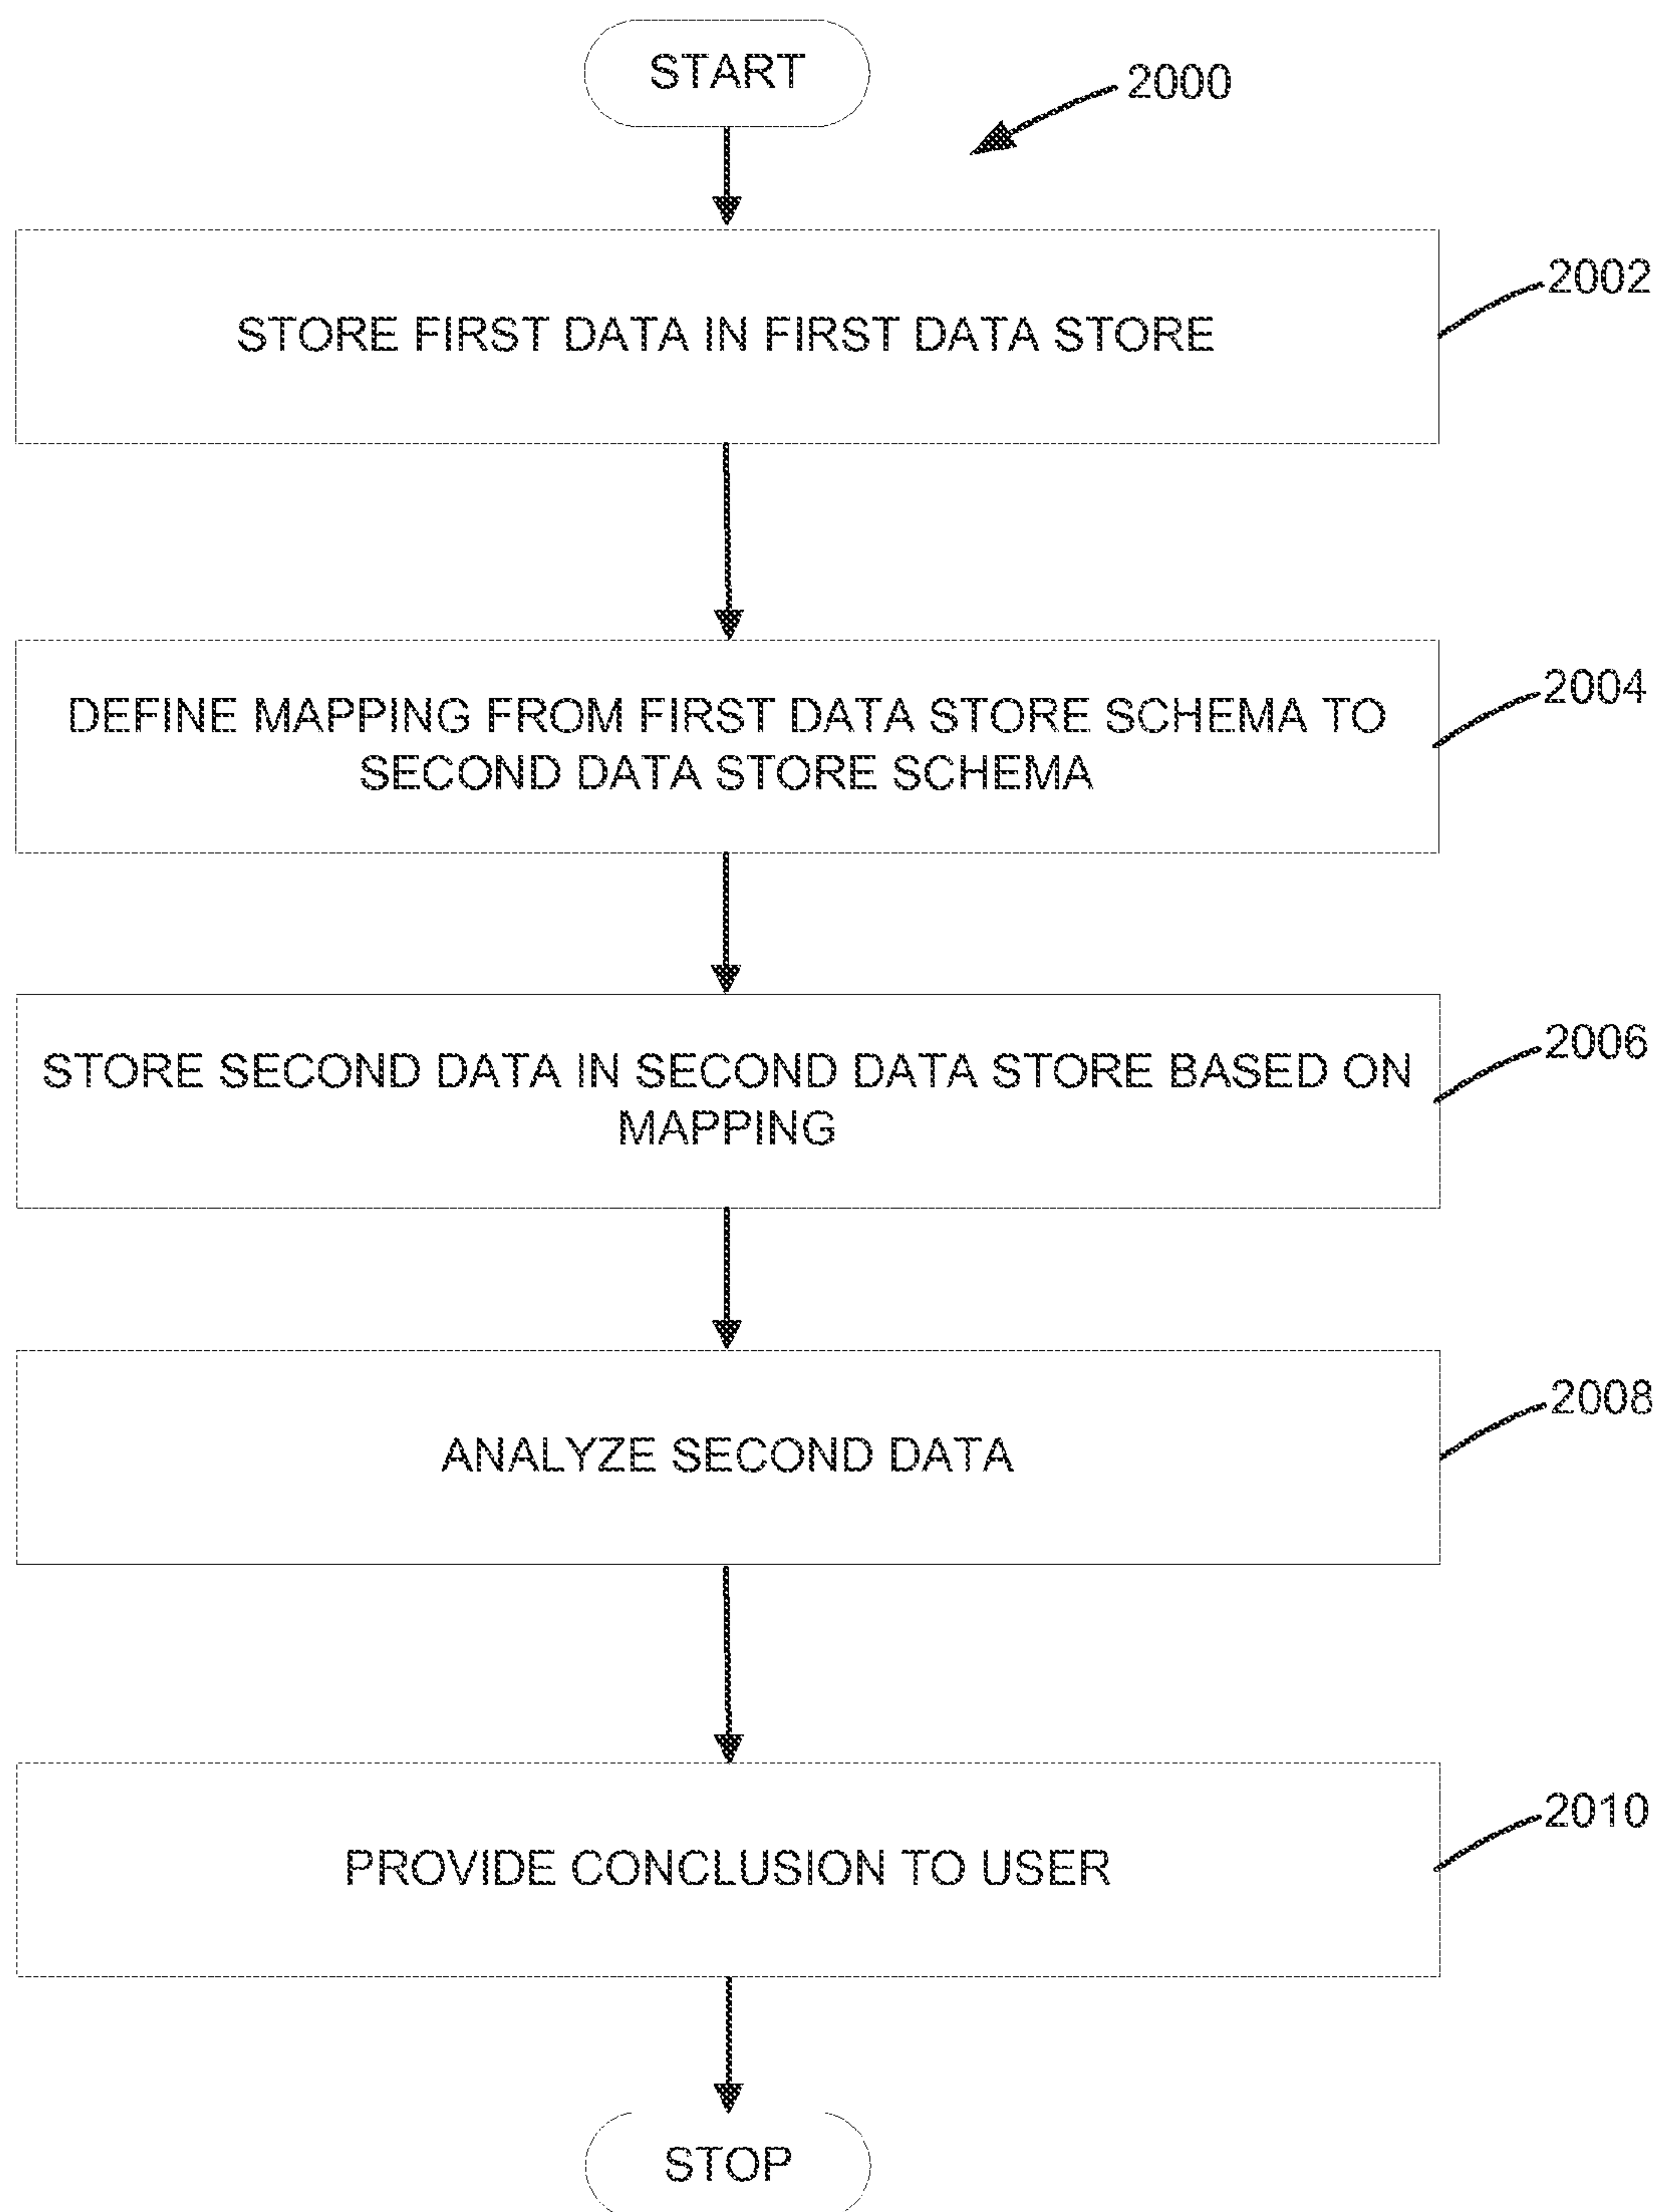 START
2000
STORE FIRST DATA IN FIRST DATA STORE
2002
DEFINE MAPPING FROM FIRST DATA STORE SCHEMA TO
SECOND DATA STORE SCHEMA
2004
STORE SECOND DATA IN SECOND DATA STORE BASED ON
MAPPING
2006
ANALYZE SECOND DATA
2008
PROVIDE CONCLUSION TO USER
2010
STOP